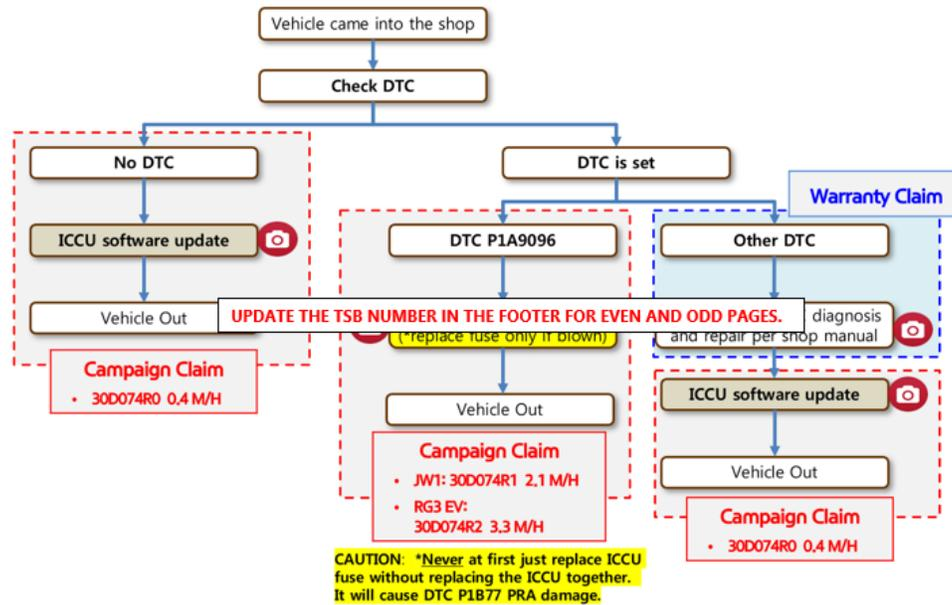 Vehicle came into the shop
Check DTC
No DTC
DTC is set
Warranty Claim
ICCU software update
DTC P1A9096
Other DTC
Vehicle Out
UPDATE THE TSB NUMBER IN THE FOOTER FOR EVEN AND ODD PAGES.
(*replace fuse only if blown)
diagnosis
and repair per shop manual
Campaign Claim
• 30D074R0 0.4 M/H
Vehicle Out
ICCU software update
Campaign Claim
• JW1: 30D074R1 2.1 M/H
• RG3 EV:
30D074R2 3.3 M/H
Vehicle Out
Campaign Claim
• 30D074R0 0.4 M/H
CAUTION: *Never at first just replace ICCU
fuse without replacing the ICCU together.
It will cause DTC P1B77 PRA damage.